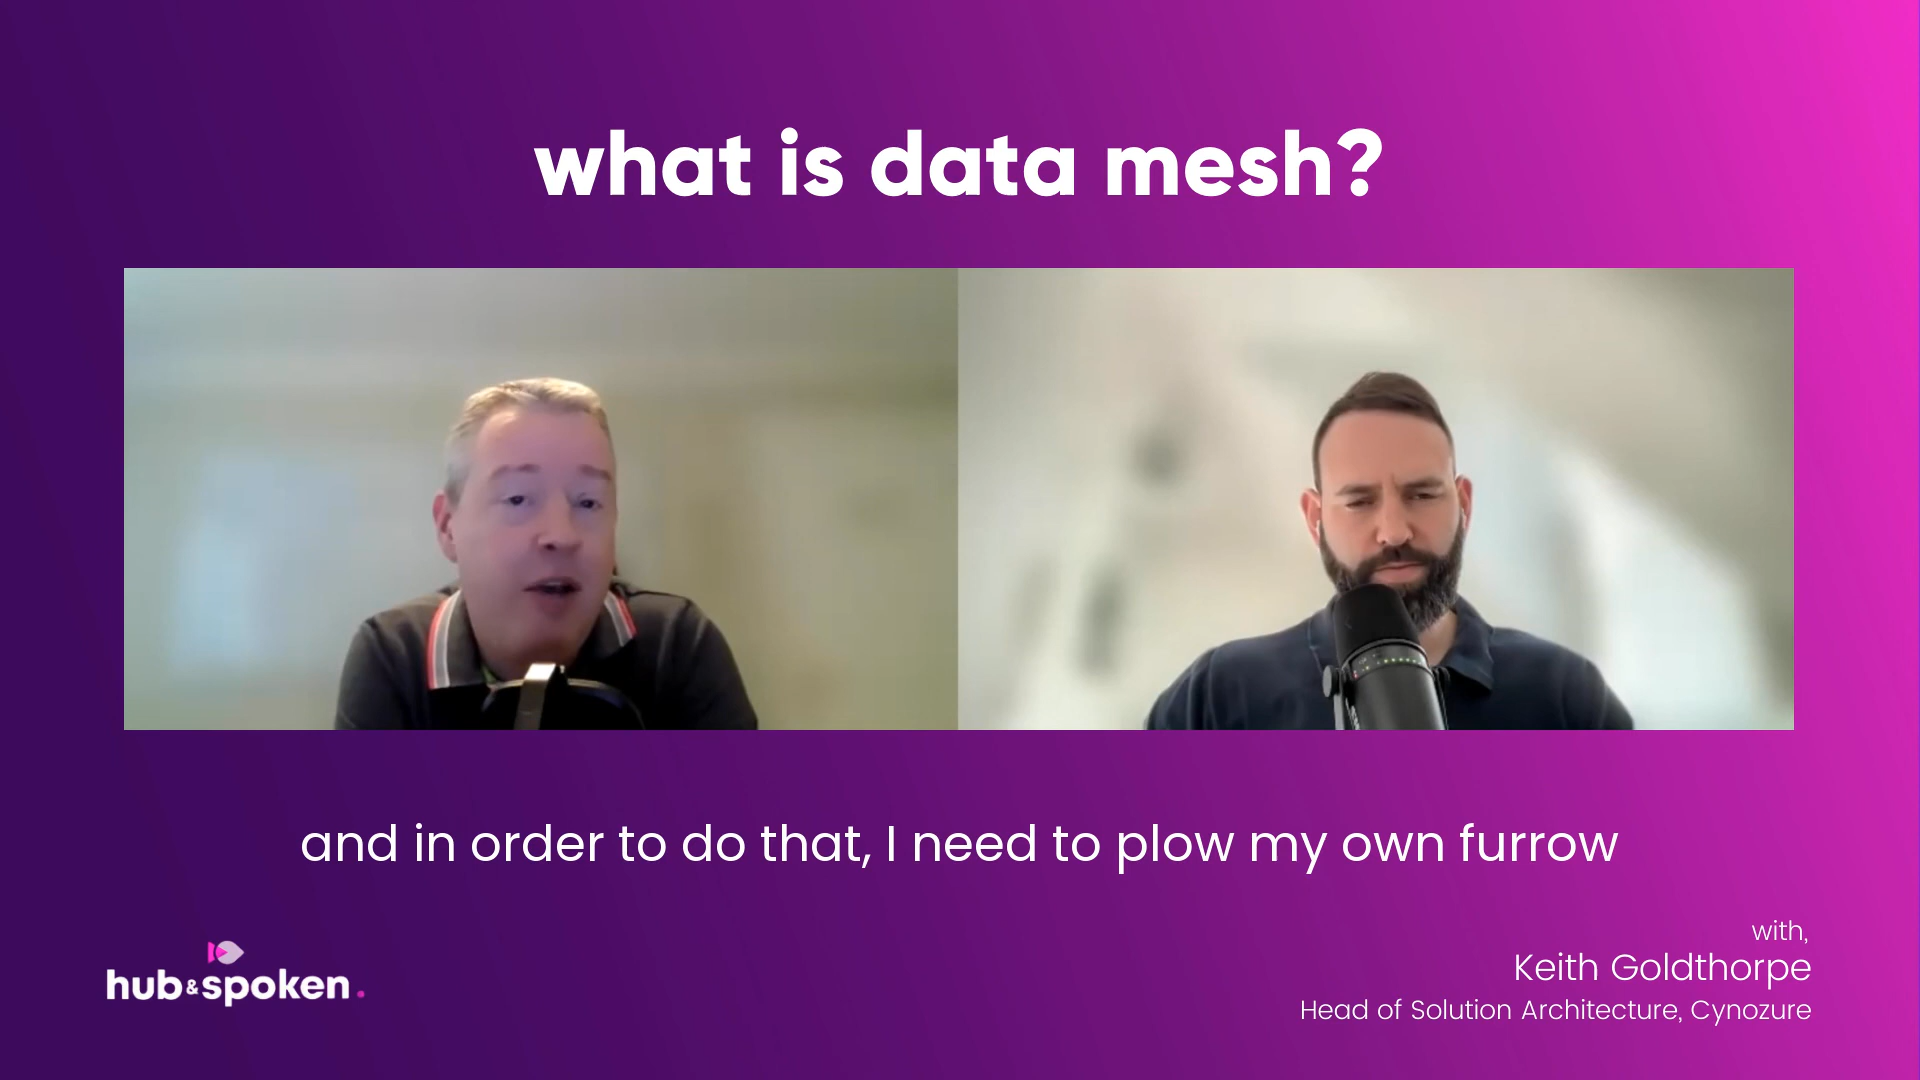 what is data mesh?
and in order to do that, I need to plow my own furrow
with,
Keith Goldthorpe
Head of Solution Architecture, Cynozure
hub&spoken.